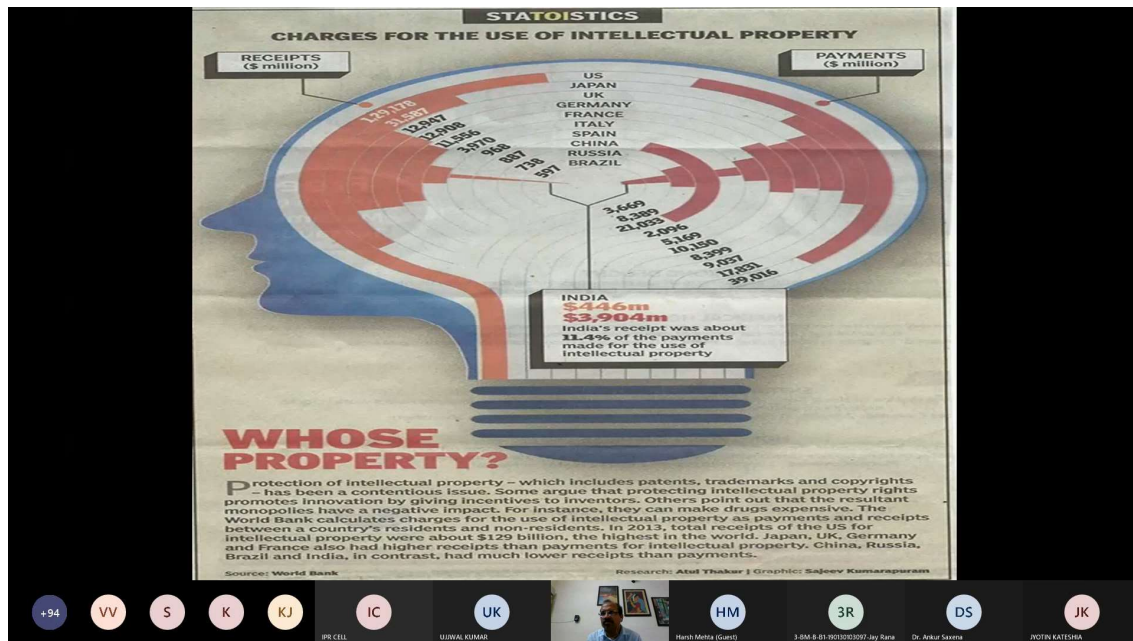 STATOISTICS
CHARGES FOR THE USE OF INTELLECTUAL PROPERTY
RECEIPTS
($ million)
PAYMENTS
($ million)
US
JAPAN
UK
GERMANY
FRANCE
ITALY
SPAIN
CHINA
RUSSIA
BRAZIL
1,29,178
31,587
12,947
12,908
11,556
3,970
968
887
738
597
3,669
8,389
21,033
2,096
5,169
10,150
8,399
9,037
17,831
39,016
INDIA
$446m
$3,904m
India's receipt was about
11.4% of the payments
made for the use of
intellectual property
WHOSE
PROPERTY?
Protection of intellectual property – which includes patents, trademarks and copyrights
– has been a contentious issue. Some argue that protecting intellectual property rights
promotes innovation by giving incentives to inventors. Others point out that the resultant
monopolies have a negative impact. For instance, they can make drugs expensive. The
World Bank calculates charges for the use of intellectual property as payments and receipts
between a country's residents and non-residents. In 2013, total receipts of the US for
intellectual property were about $129 billion, the highest in the world. Japan, UK, Germany
and France also had higher receipts than payments for intellectual property. China, Russia,
Brazil and India, in contrast, had much lower receipts than payments.
Source: World Bank
Research: Atul Thakur | Graphic: Sajeev Kumarapuram
+94
VV
S
K
KJ
IC
UK
HM
3R
DS
JK
IPR CELL
UJJWAL KUMAR
Harsh Mehta (Guest)
3-BM-B-B1-190130103097-Jay Rana
Dr. Ankur Saxena
JYOTIN KATESHIA